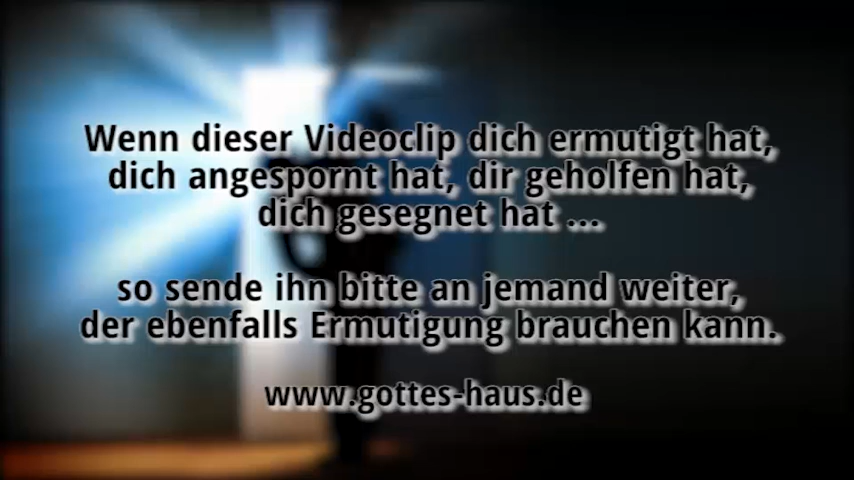 Wenn dieser Videoclip dich ermutigt hat,
dich angespornt hat, dir geholfen hat,
dich gesegnet hat ...
so sende ihn bitte an jemand weiter,
der ebenfalls Ermutigung brauchen kann.
www.gottes-haus.de